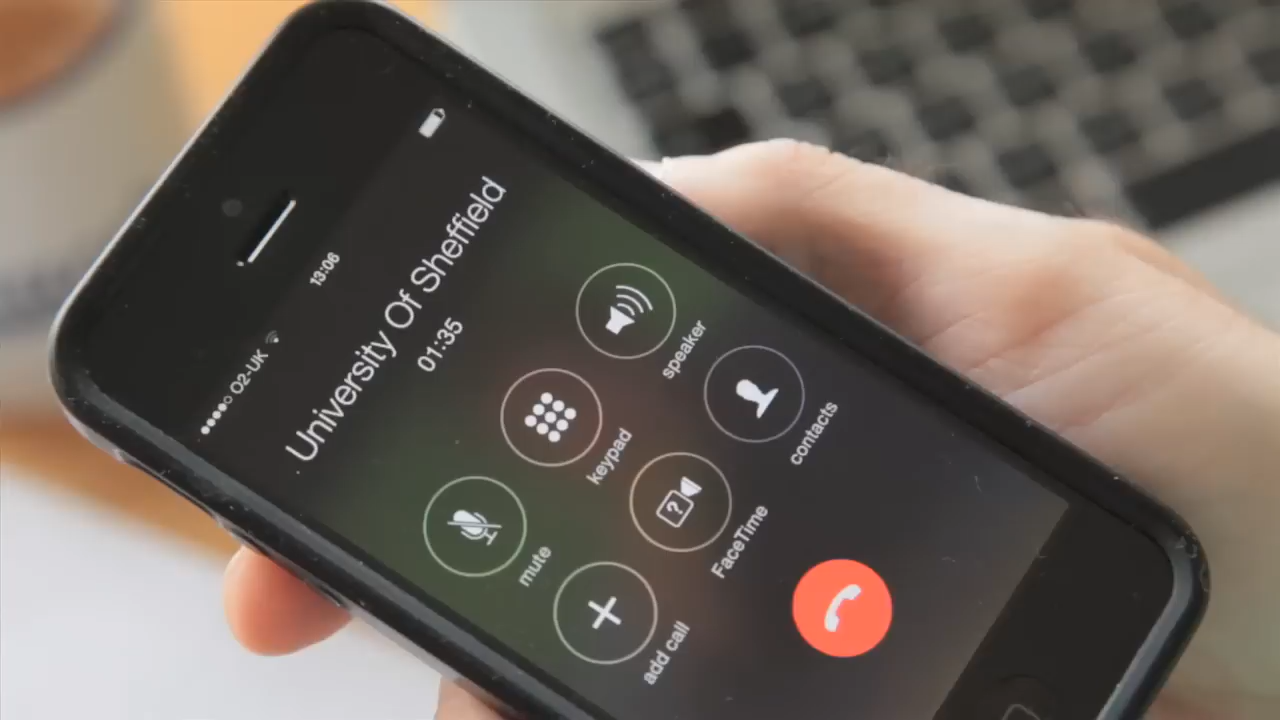 O2-UK 13:06
University Of Sheffield
01:35
mute keypad speaker
add call FaceTime contacts